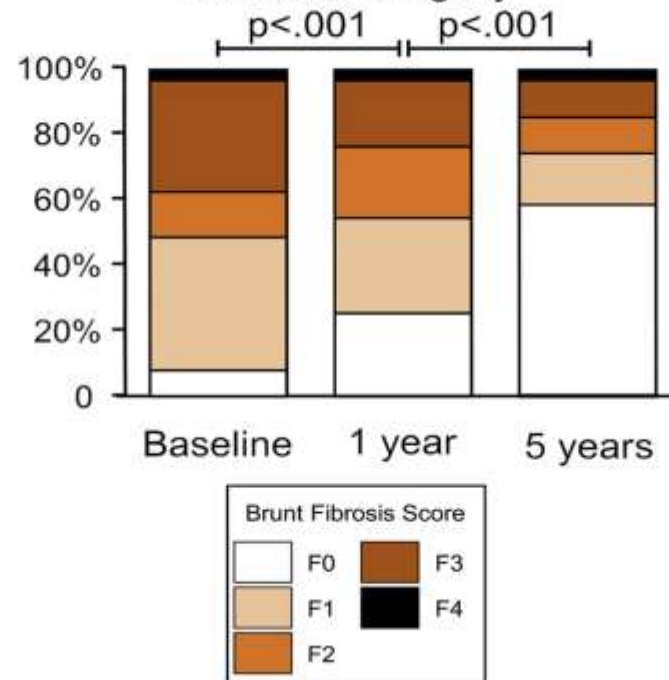 p<.001 p<.001
100%
80%
60%
40%
20%
0
Baseline 1 year 5 years
Brunt Fibrosis Score
F0 F3
F1 F4
F2